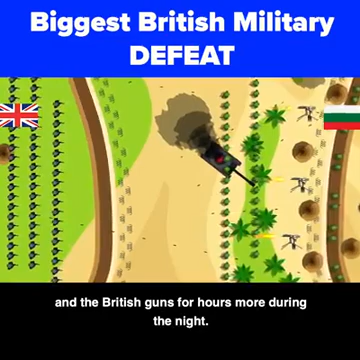 Biggest British Military
DEFEAT
and the British guns for hours more during
the night.